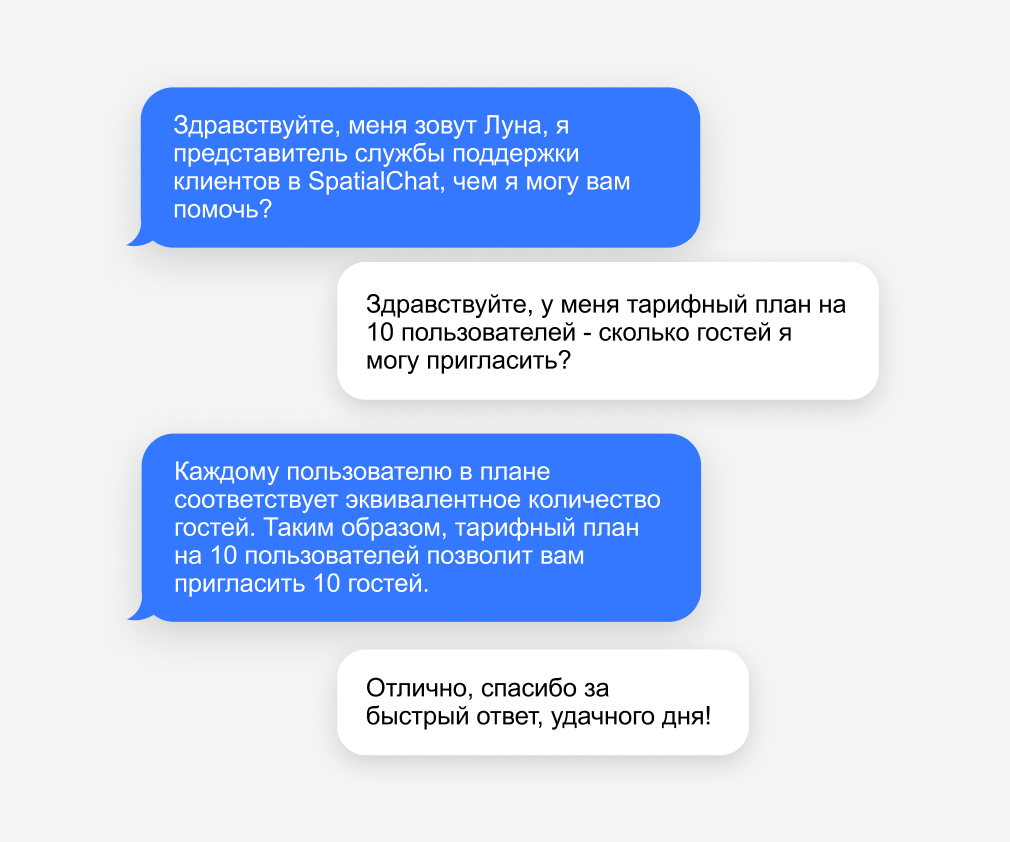 Здравствуйте, меня зовут Луна, я
представитель службы поддержки
клиентов в SpatialChat, чем я могу вам
помочь?
Здравствуйте, у меня тарифный план на
10 пользователей - сколько гостей я
могу пригласить?
Каждому пользователю в плане
соответствует эквивалентное количество
гостей. Таким образом, тарифный план
на 10 пользователей позволит вам
пригласить 10 гостей.
Отлично, спасибо за
быстрый ответ, удачного дня!